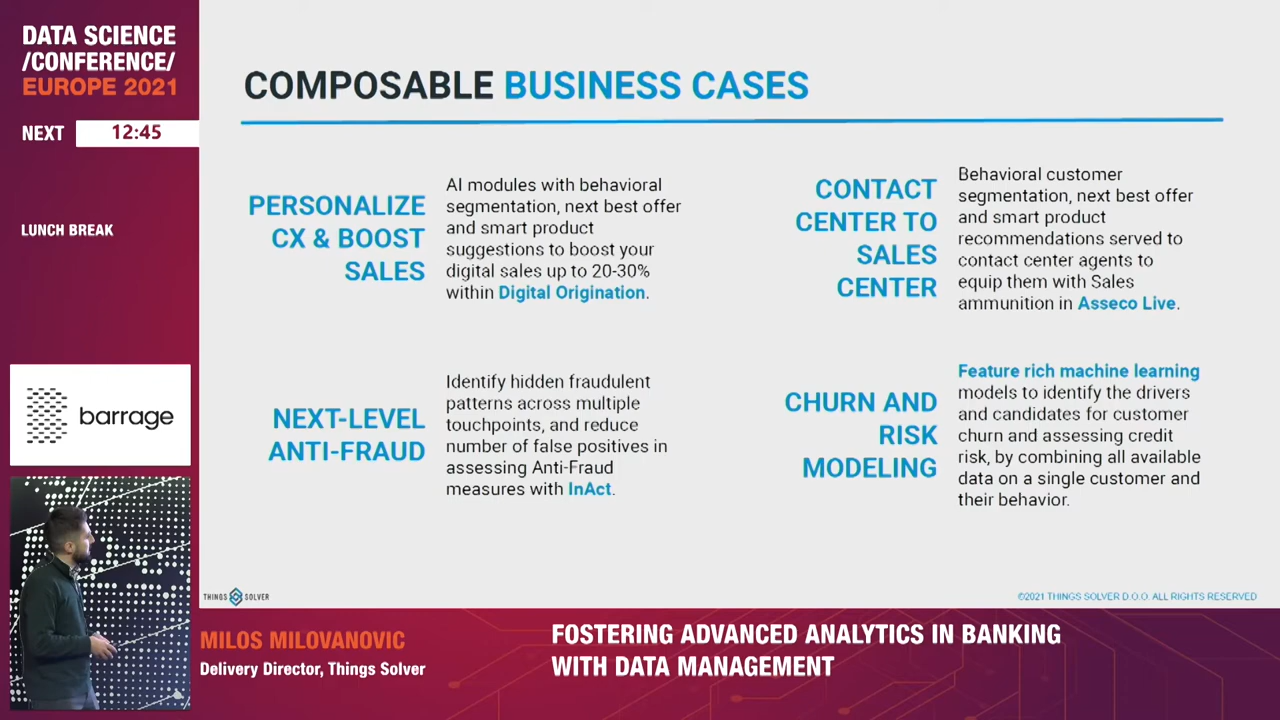 DATA SCIENCE
/CONFERENCE/
EUROPE 2021
NEXT
12:45
LUNCH BREAK
barrage
COMPOSABLE BUSINESS CASES
PERSONALIZE
CX & BOOST
SALES
AI modules with behavioral
segmentation, next best offer
and smart product
suggestions to boost your
digital sales up to 20-30%
within Digital Origination.
CONTACT
CENTER TO
SALES
CENTER
Behavioral customer
segmentation, next best offer
and smart product
recommendations served to
contact center agents to
equip them with Sales
ammunition in Asseco Live.
NEXT-LEVEL
ANTI-FRAUD
Identify hidden fraudulent
patterns across multiple
touchpoints, and reduce
number of false positives in
assessing Anti-Fraud
measures with InAct.
CHURN AND
RISK
MODELING
Feature rich machine learning
models to identify the drivers
and candidates for customer
churn and assessing credit
risk, by combining all available
data on a single customer and
their behavior.
THINGS SOLVER
©2021 THINGS SOLVER D.O.O. ALL RIGHTS RESERVED
MILOS MILOVANOVIC
Delivery Director, Things Solver
FOSTERING ADVANCED ANALYTICS IN BANKING
WITH DATA MANAGEMENT